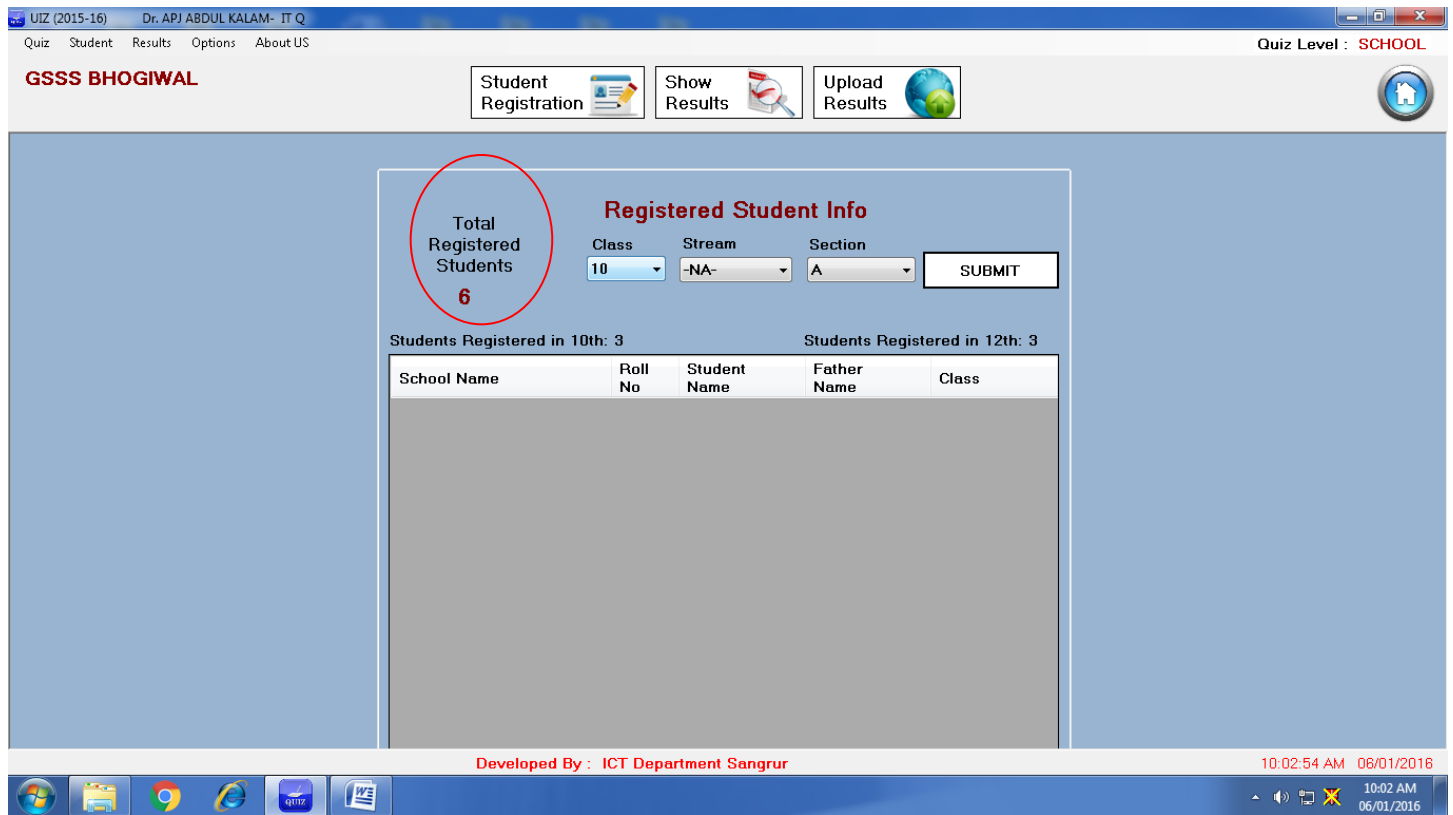 UIZ (2015-16) Dr. APJ ABDUL KALAM- IT Q
Quiz Student Results Options About US
Quiz Level : SCHOOL
GSSS BHOGIWAL
Student
Registration
Show
Results
Upload
Results
Total
Registered
Students
6
Registered Student Info
Class Stream Section
10 -NA- A SUBMIT
Students Registered in 10th: 3 Students Registered in 12th: 3
School Name Roll No Student Name Father Name Class
Developed By : ICT Department Sangrur 10:02:54 AM 06/01/2016
QUIZ
W
10:02 AM
06/01/2016